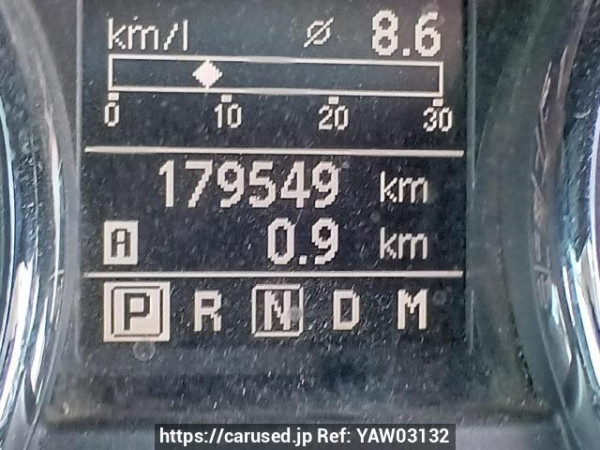 km/l ⌀ 8.6
0 10 20 30
179549 km
A 0.9 km
P R N D M
https://carused.jp Ref: YAW03132